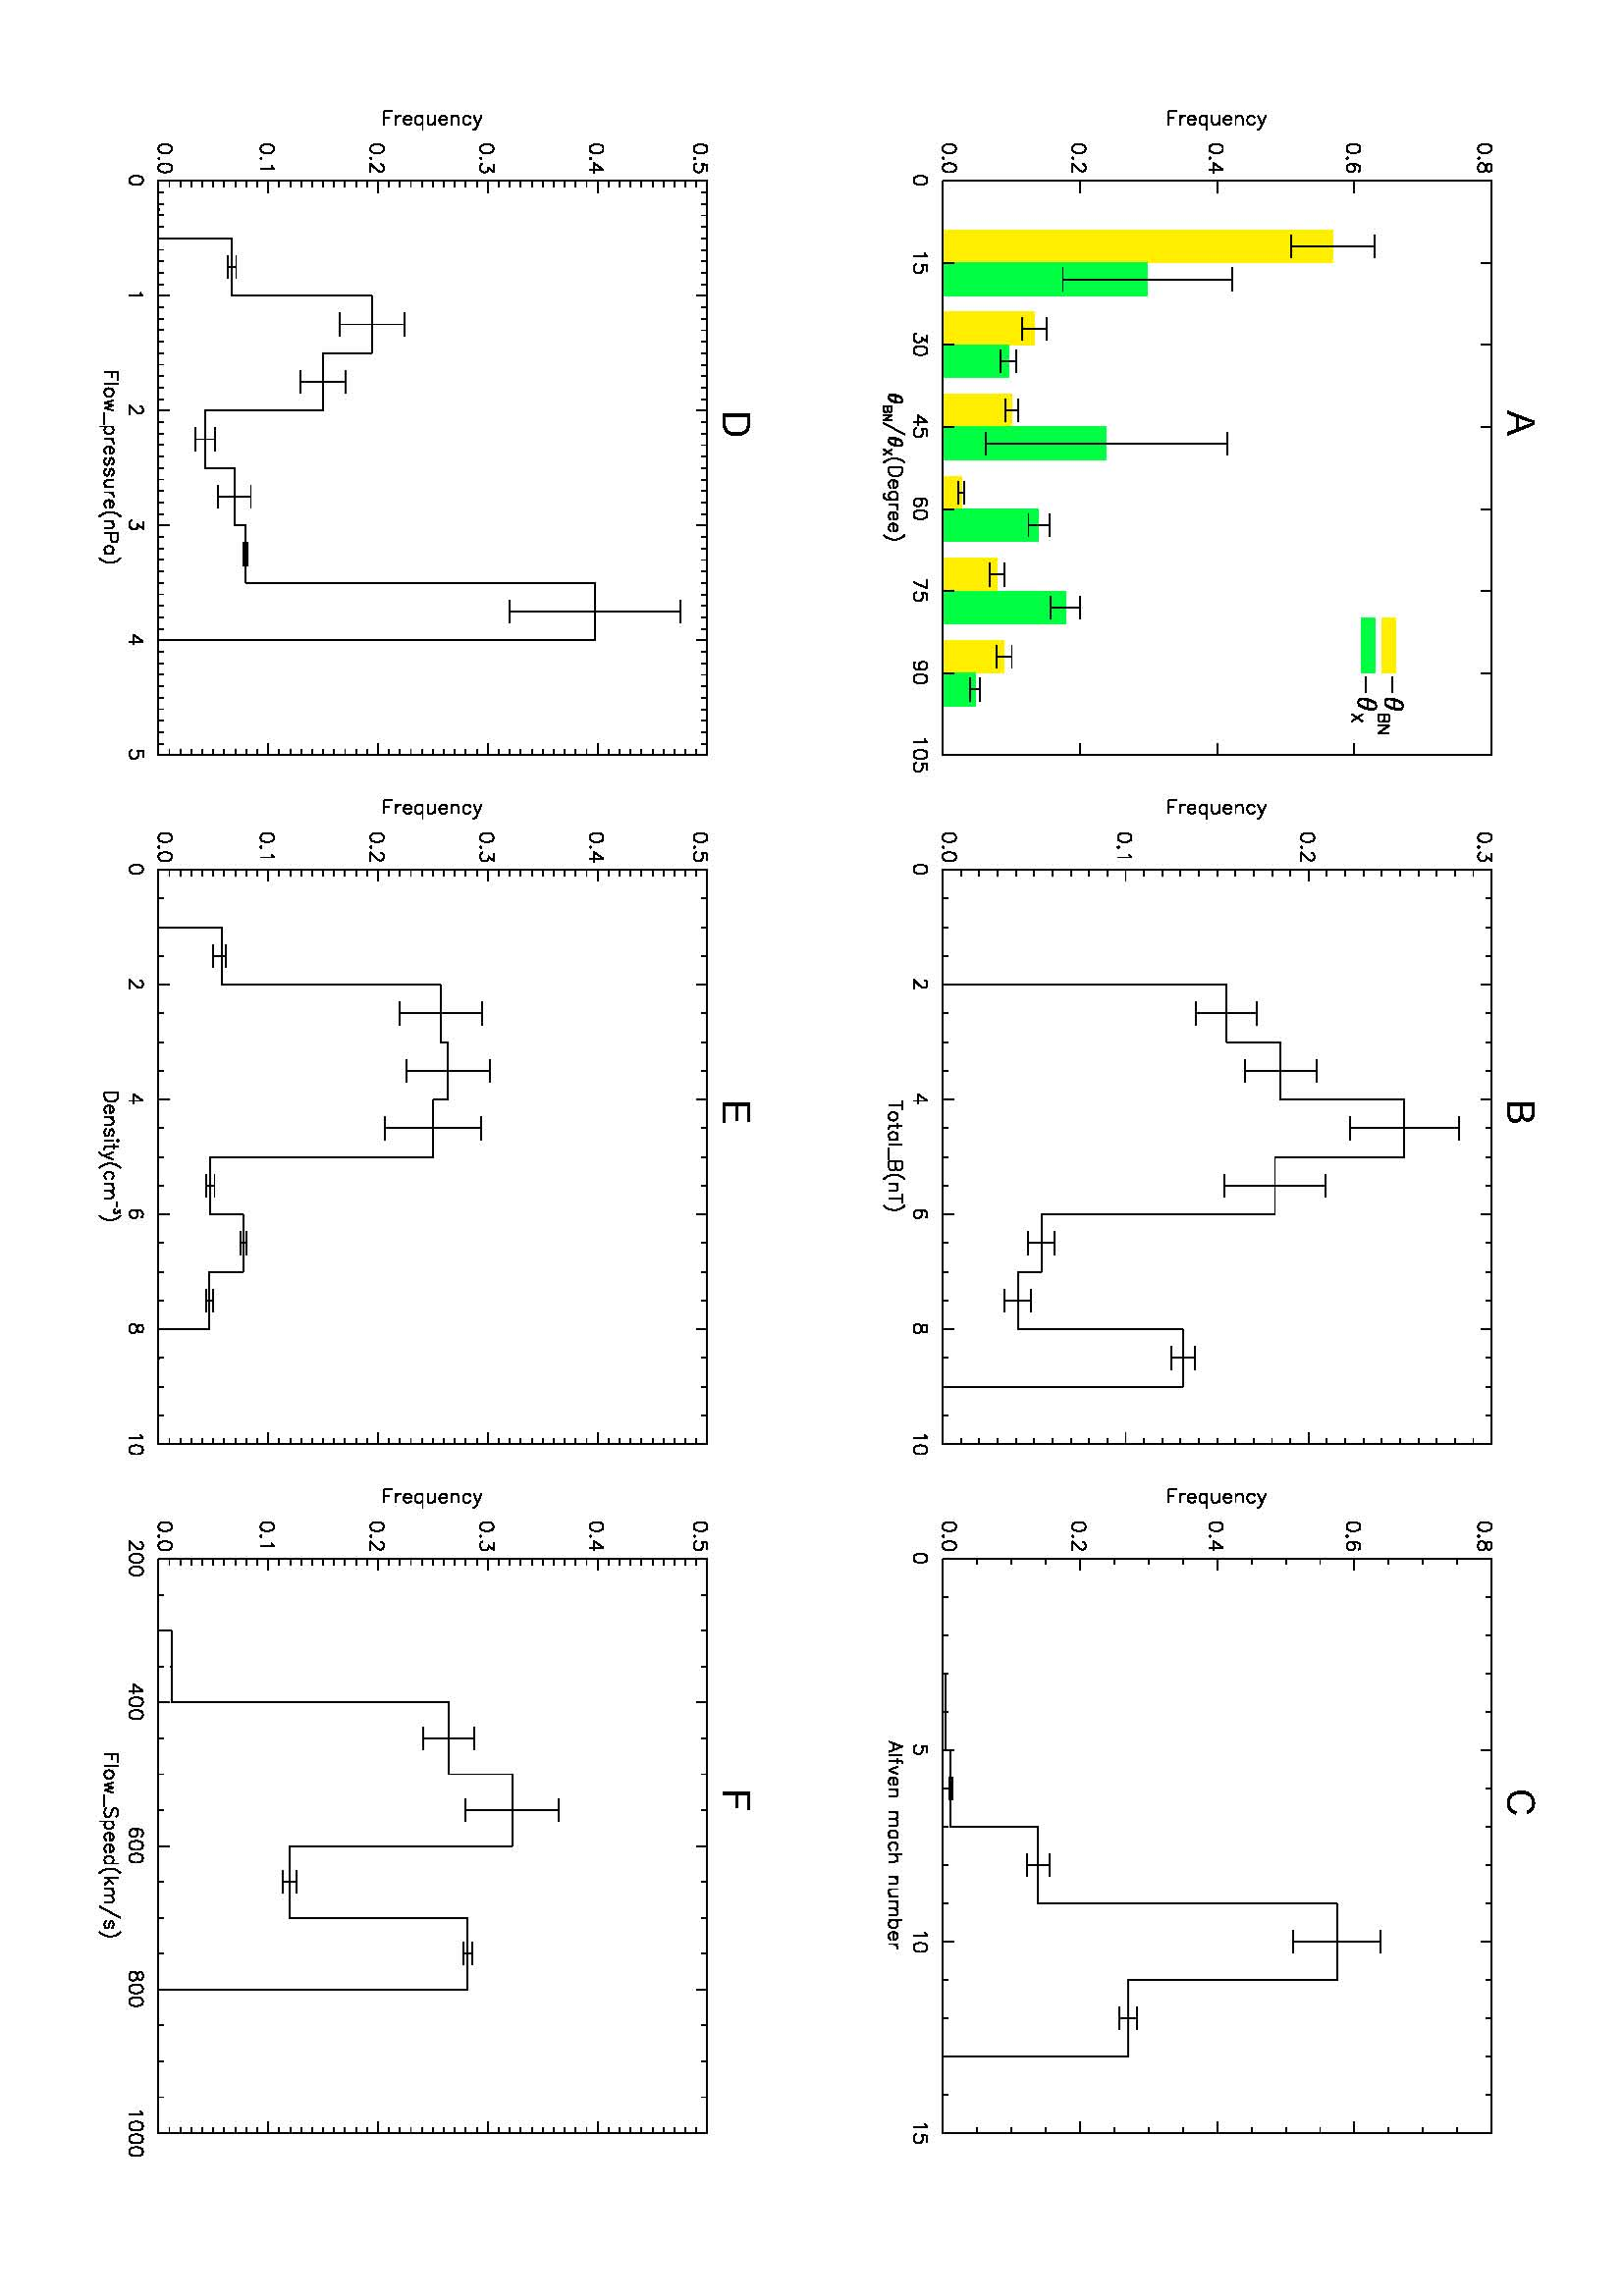 A
Frequency
0.8
0.6
0.4
0.2
0.0
0 15 30 45 60 75 90 105
θBN/θX(Degree)
θBN
θX
B
Frequency
0.3
0.2
0.1
0.0
0 2 4 6 8 10
Total_B(nT)
C
Frequency
0.8
0.6
0.4
0.2
0.0
0 5 10 15
Alfven mach number
D
Frequency
0.5
0.4
0.3
0.2
0.1
0.0
0 1 2 3 4 5
Flow_pressure(nPa)
E
Frequency
0.5
0.4
0.3
0.2
0.1
0.0
0 2 4 6 8 10
Density(cm⁻³)
F
Frequency
0.5
0.4
0.3
0.2
0.1
0.0
200 400 600 800 1000
Flow_Speed(km/s)